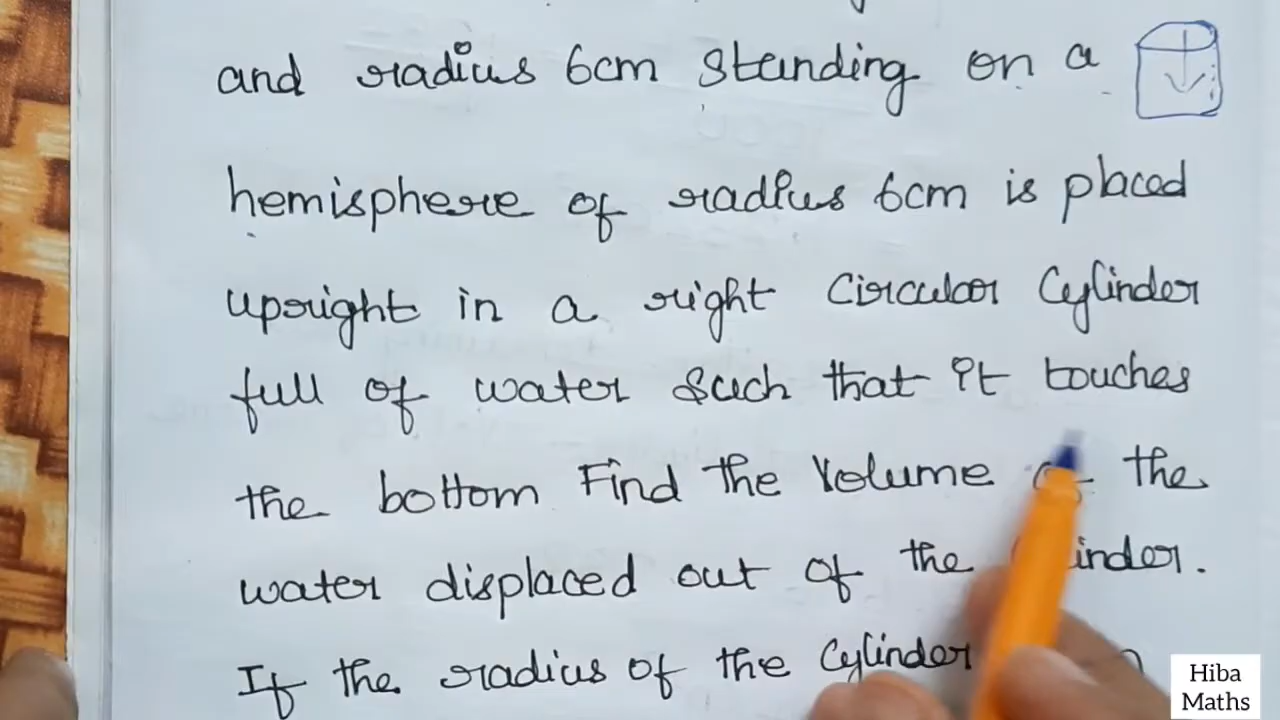 and radius 6cm standing on a
hemisphere of radius 6cm is placed
upright in a right circular cylinder
full of water such that it touches
the bottom Find the Volume of the
water displaced out of the
If the radius of the cylinder
Hiba
Maths